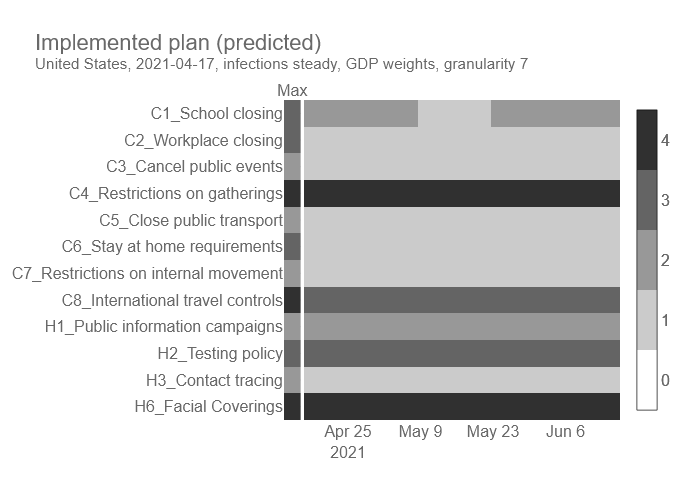 Implemented plan (predicted)
United States, 2021-04-17, infections steady, GDP weights, granularity 7
Max
C1_School closing
C2_Workplace closing
C3_Cancel public events
C4_Restrictions on gatherings
C5_Close public transport
C6_Stay at home requirements
C7_Restrictions on internal movement
C8_International travel controls
H1_Public information campaigns
H2_Testing policy
H3_Contact tracing
H6_Facial Coverings
4
3
2
1
0
Apr 25 May 9 May 23 Jun 6
2021